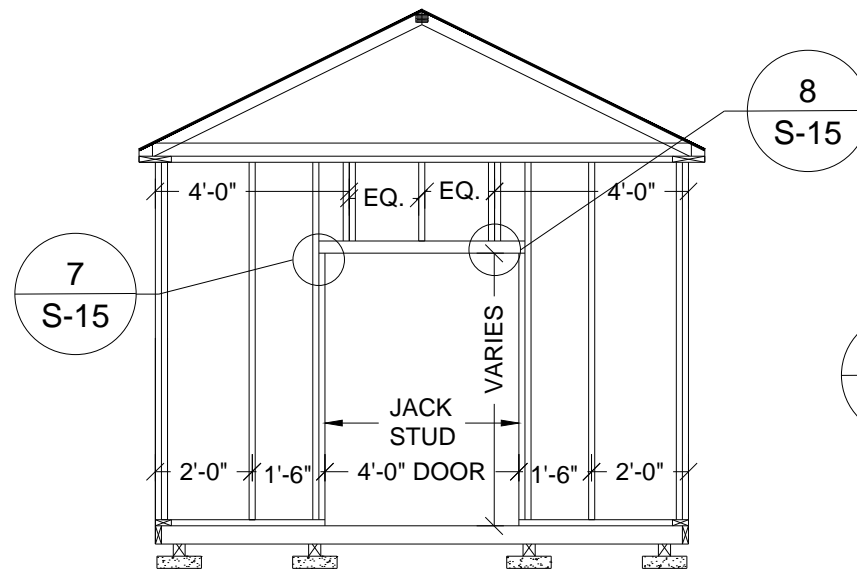 8
S-15
4'-0" EQ. EQ. 4'-0"
7
S-15
VARIES
JACK
STUD
2'-0" 1'-6" 4'-0" DOOR 1'-6" 2'-0"